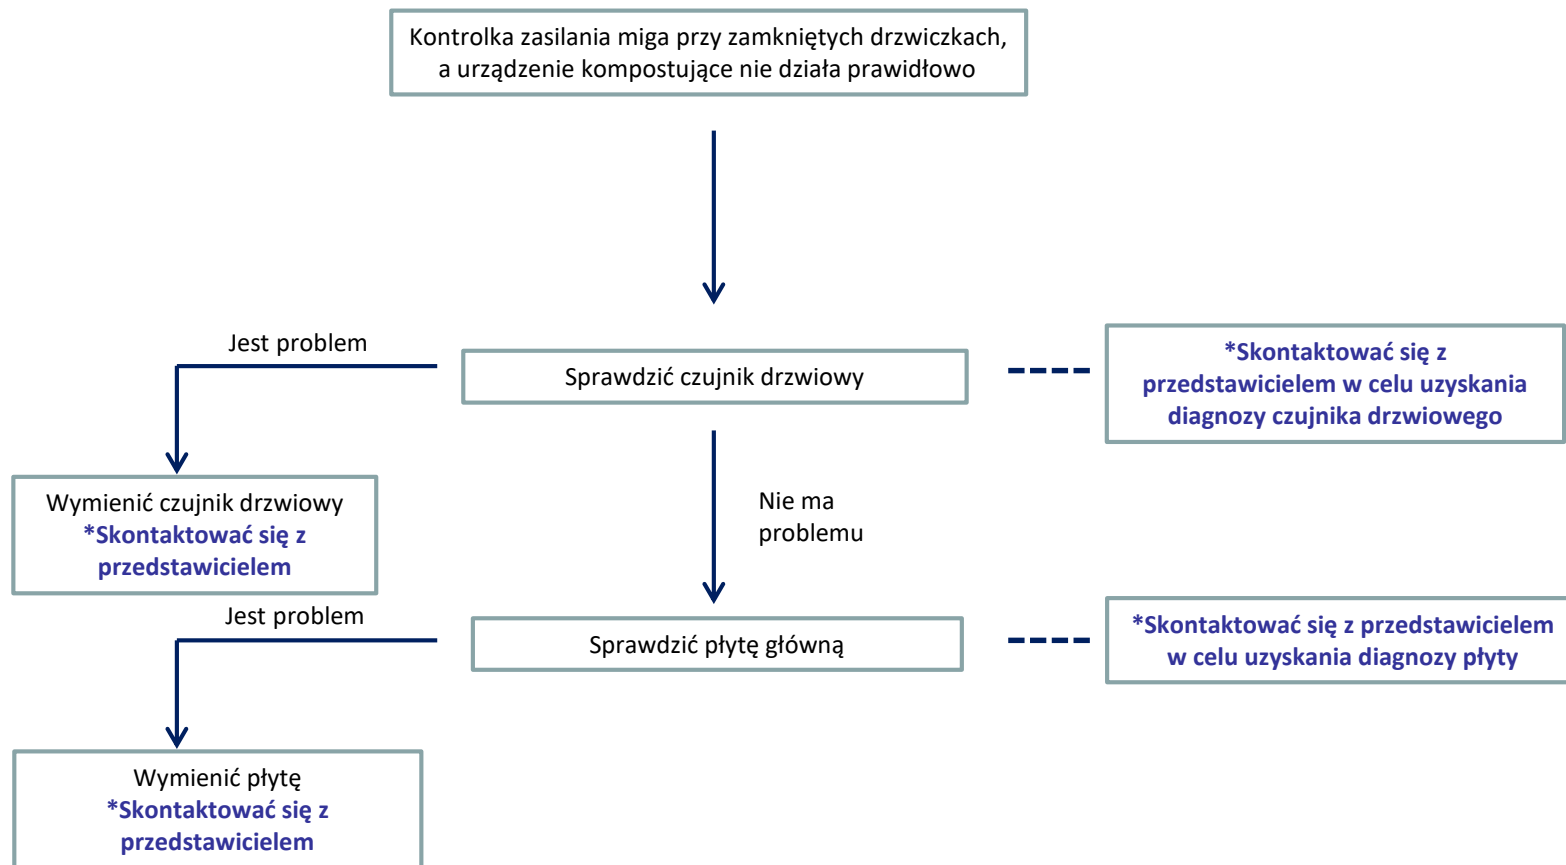 Kontrolka zasilania miga przy zamkniętych drzwiczkach,
a urządzenie kompostujące nie działa prawidłowo
Jest problem
Sprawdzić czujnik drzwiowy
*Skontaktować się z
przedstawicielem w celu uzyskania
diagnozy czujnika drzwiowego
Wymienić czujnik drzwiowy
*Skontaktować się z
przedstawicielem
Nie ma
problemu
Jest problem
Sprawdzić płytę główną
*Skontaktować się z przedstawicielem
w celu uzyskania diagnozy płyty
Wymienić płytę
*Skontaktować się z
przedstawicielem